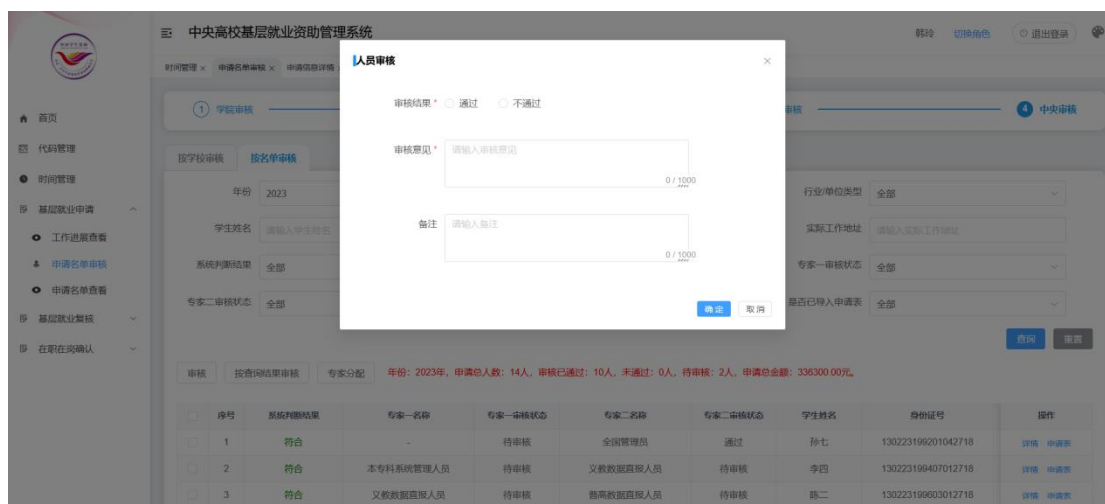 中央高校基层就业资助管理系统
韩玲 切换角色 退出登录
时间管理 × 申请名单审核 × 申请信息详情
人员审核 ×
审核结果 * 通过 不通过
审核意见 * 请输入审核意见
0 / 1000
备注 请输入备注
0 / 1000
确定 取消
首页
代码管理
时间管理
基层就业申请
工作进展查看
申请名单审核
申请名单查看
基层就业复核
在职在岗确认
1 学院审核 审核 4 中央审核
按学校审核 按名单审核
年份 2023 行业/单位类型 全部
学生姓名 请输入学生姓名 实际工作地址 请输入实际工作地址
系统判断结果 全部 专家一审核状态 全部
专家二审核状态 全部 是否已导入申请表 全部
查询 重置
审核 按查询结果审核 专家分配 年份：2023年，申请总人数：14人，审核已通过：10人，未通过：0人，待审核：2人，申请总金额：336300.00元。
序号 系统判断结果 专家一名称 专家一审核状态 专家二名称 专家二审核状态 学生姓名 身份证号 操作
1 符合 - 待审核 全国管理员 通过 孙七 130223199201042718 详情 申请表
2 符合 本专科系统管理人员 待审核 义教数据直报人员 待审核 李四 130223199407012718 详情 申请表
3 符合 义教数据直报人员 待审核 普高数据直报人员 待审核 陈二 130223199603012718 详情 申请表